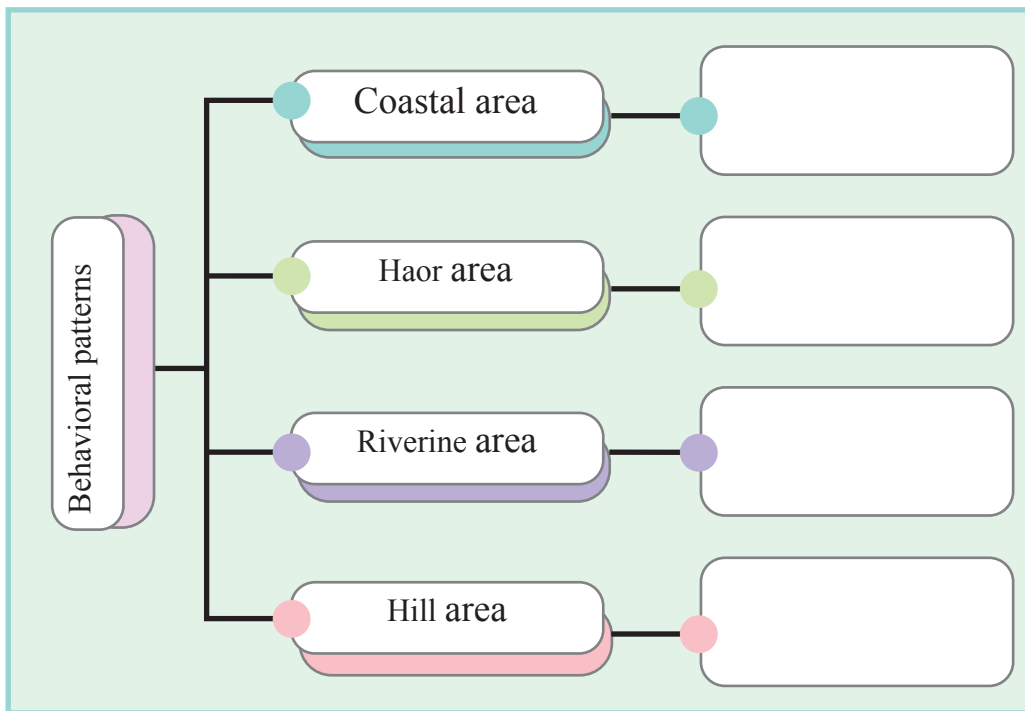 Behavioral patterns
Coastal area
Haor area
Riverine area
Hill area